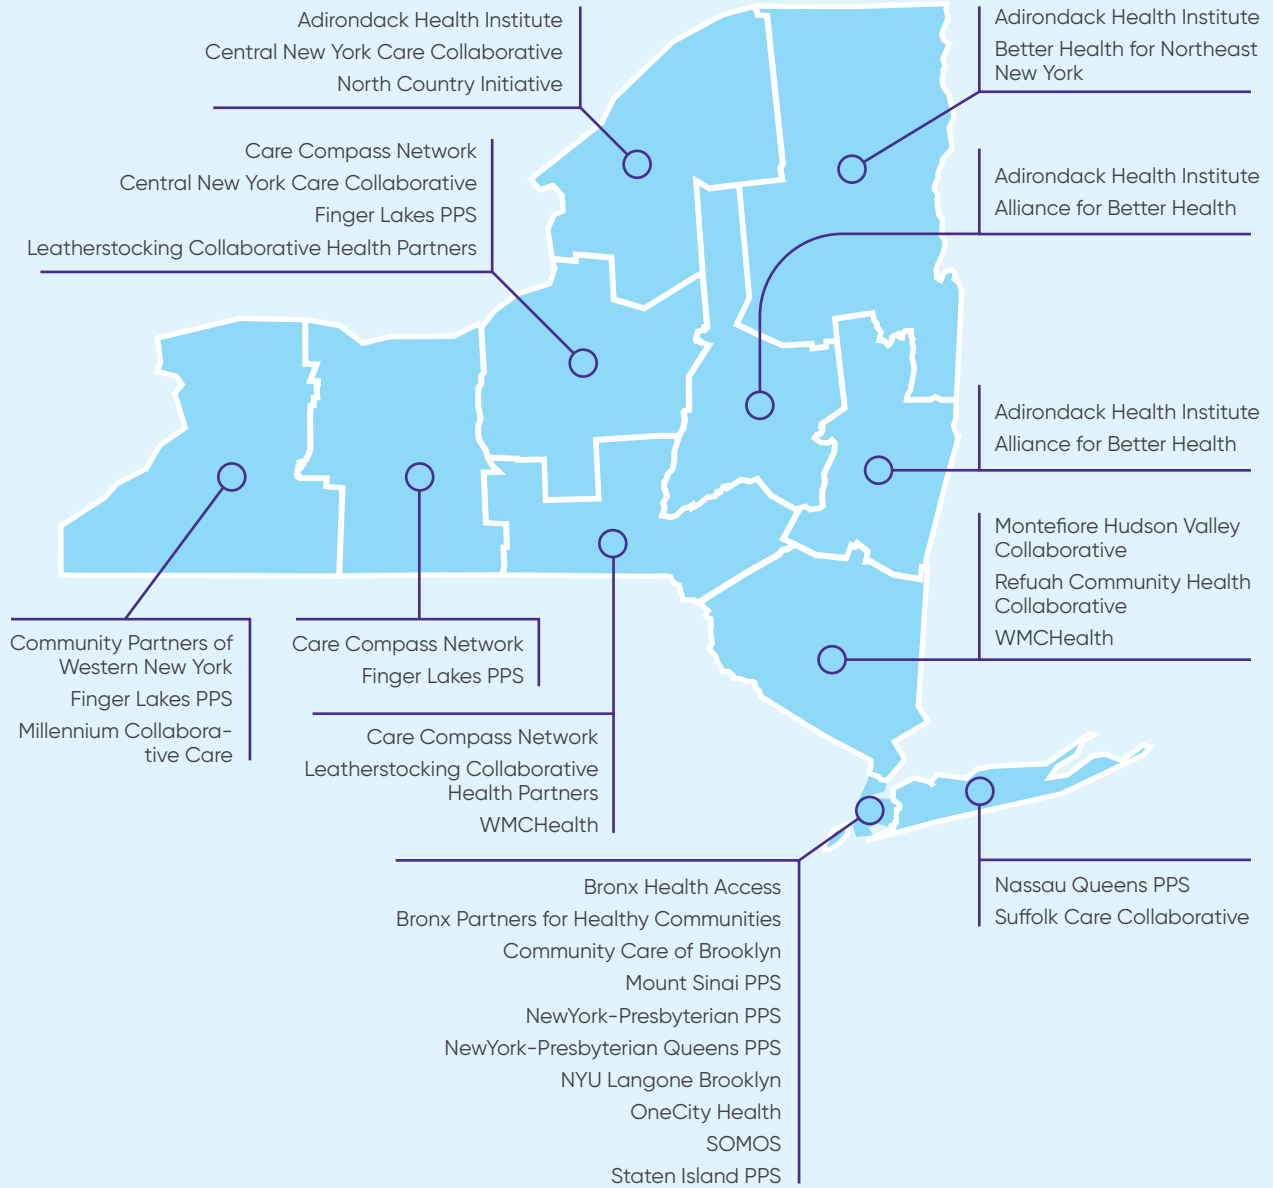 Adirondack Health Institute
Central New York Care Collaborative
North Country Initiative
Adirondack Health Institute
Better Health for Northeast
New York
Care Compass Network
Central New York Care Collaborative
Finger Lakes PPS
Leatherstocking Collaborative Health Partners
Adirondack Health Institute
Alliance for Better Health
Adirondack Health Institute
Alliance for Better Health
Montefiore Hudson Valley
Collaborative
Refuah Community Health
Collaborative
WMCHealth
Community Partners of
Western New York
Finger Lakes PPS
Millennium Collabora-
tive Care
Care Compass Network
Finger Lakes PPS
Care Compass Network
Leatherstocking Collaborative
Health Partners
WMCHealth
Bronx Health Access
Bronx Partners for Healthy Communities
Community Care of Brooklyn
Mount Sinai PPS
NewYork-Presbyterian PPS
NewYork-Presbyterian Queens PPS
NYU Langone Brooklyn
OneCity Health
SOMOS
Staten Island PPS
Nassau Queens PPS
Suffolk Care Collaborative